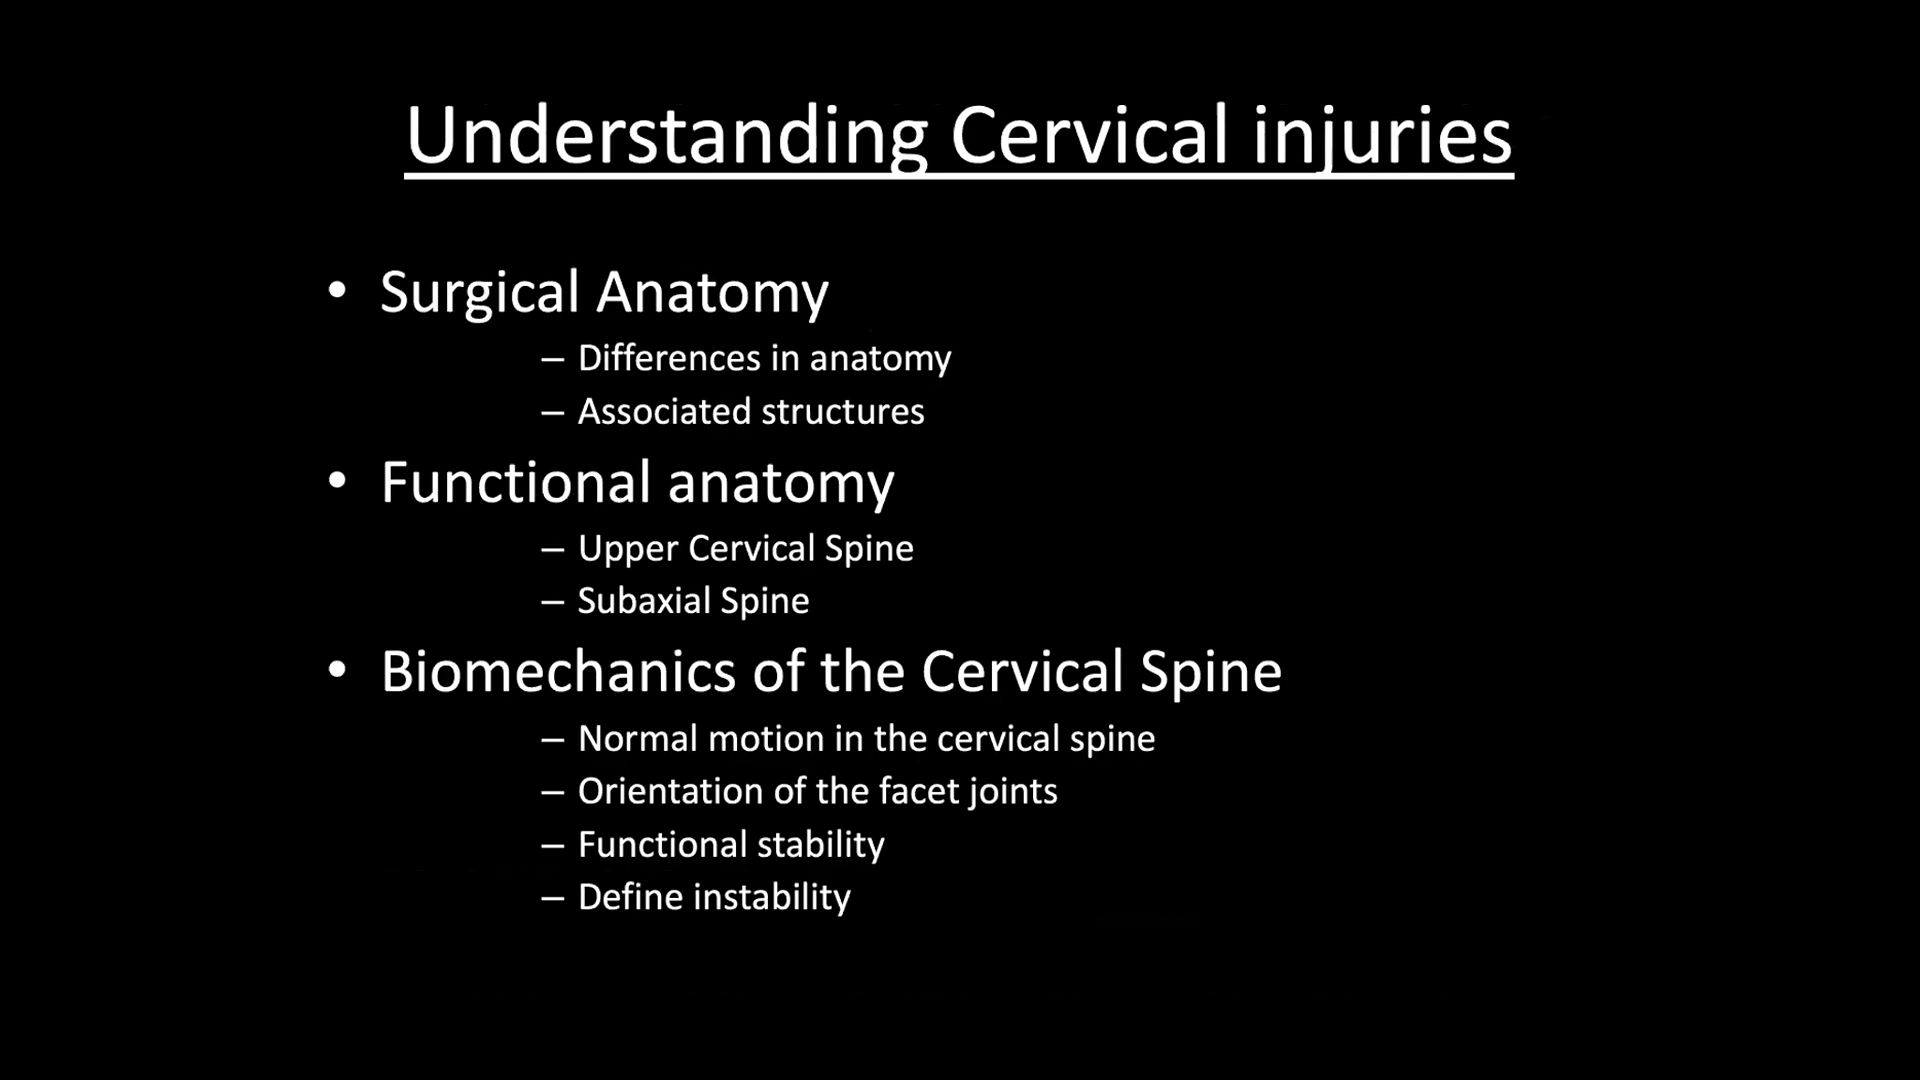 Understanding Cervical injuries
• Surgical Anatomy
– Differences in anatomy
– Associated structures
• Functional anatomy
– Upper Cervical Spine
– Subaxial Spine
• Biomechanics of the Cervical Spine
– Normal motion in the cervical spine
– Orientation of the facet joints
– Functional stability
– Define instability